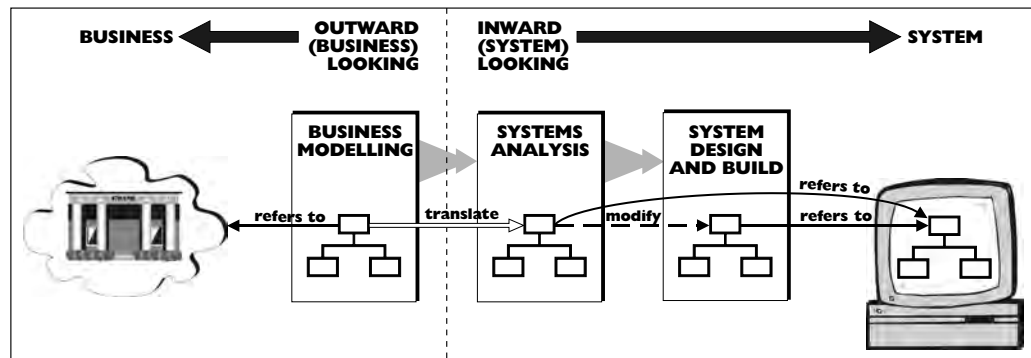 BUSINESS
OUTWARD
(BUSINESS)
LOOKING
INWARD
(SYSTEM)
LOOKING
SYSTEM
BUSINESS
MODELLING
SYSTEMS
ANALYSIS
SYSTEM
DESIGN
AND BUILD
refers to
translate
modify
refers to
refers to